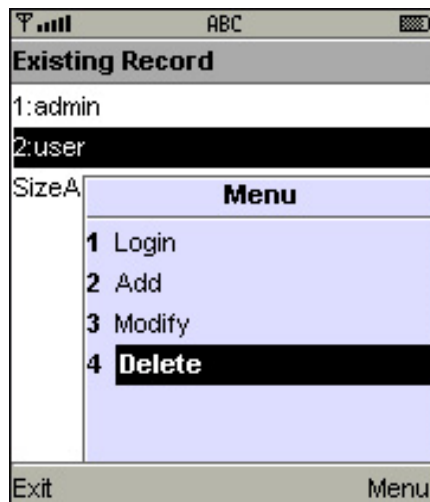 ABC
Existing Record
1:admin
2:user
SizeA
Menu
1 Login
2 Add
3 Modify
4 Delete
Exit Menu